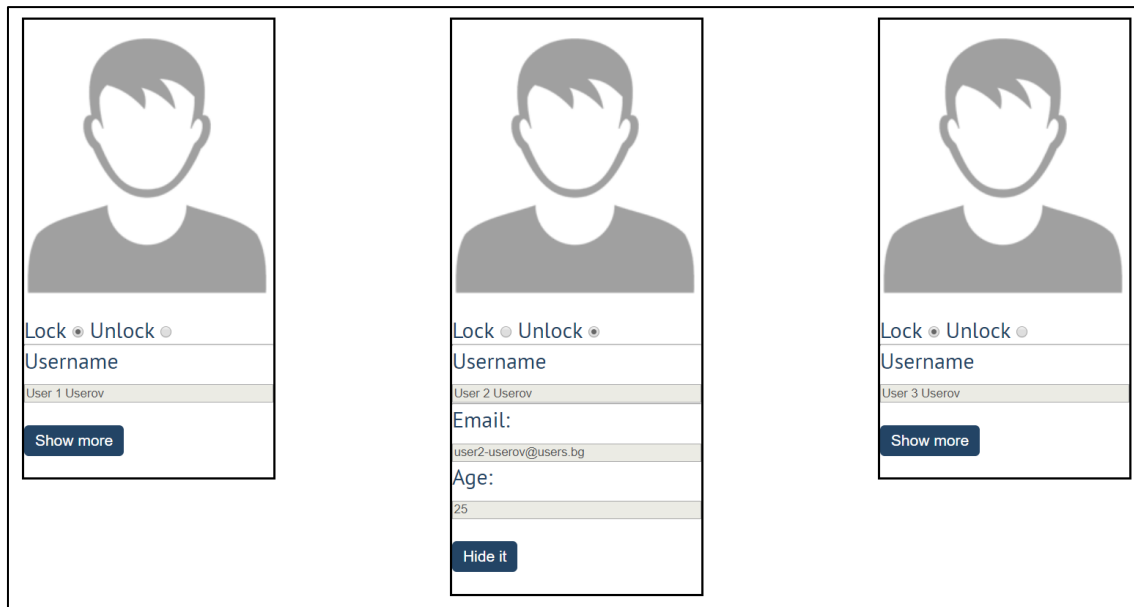 Lock Unlock
Username
User 1 Userov
Show more
Lock Unlock
Username
User 2 Userov
Email:
user2-userov@users.bg
Age:
25
Hide it
Lock Unlock
Username
User 3 Userov
Show more